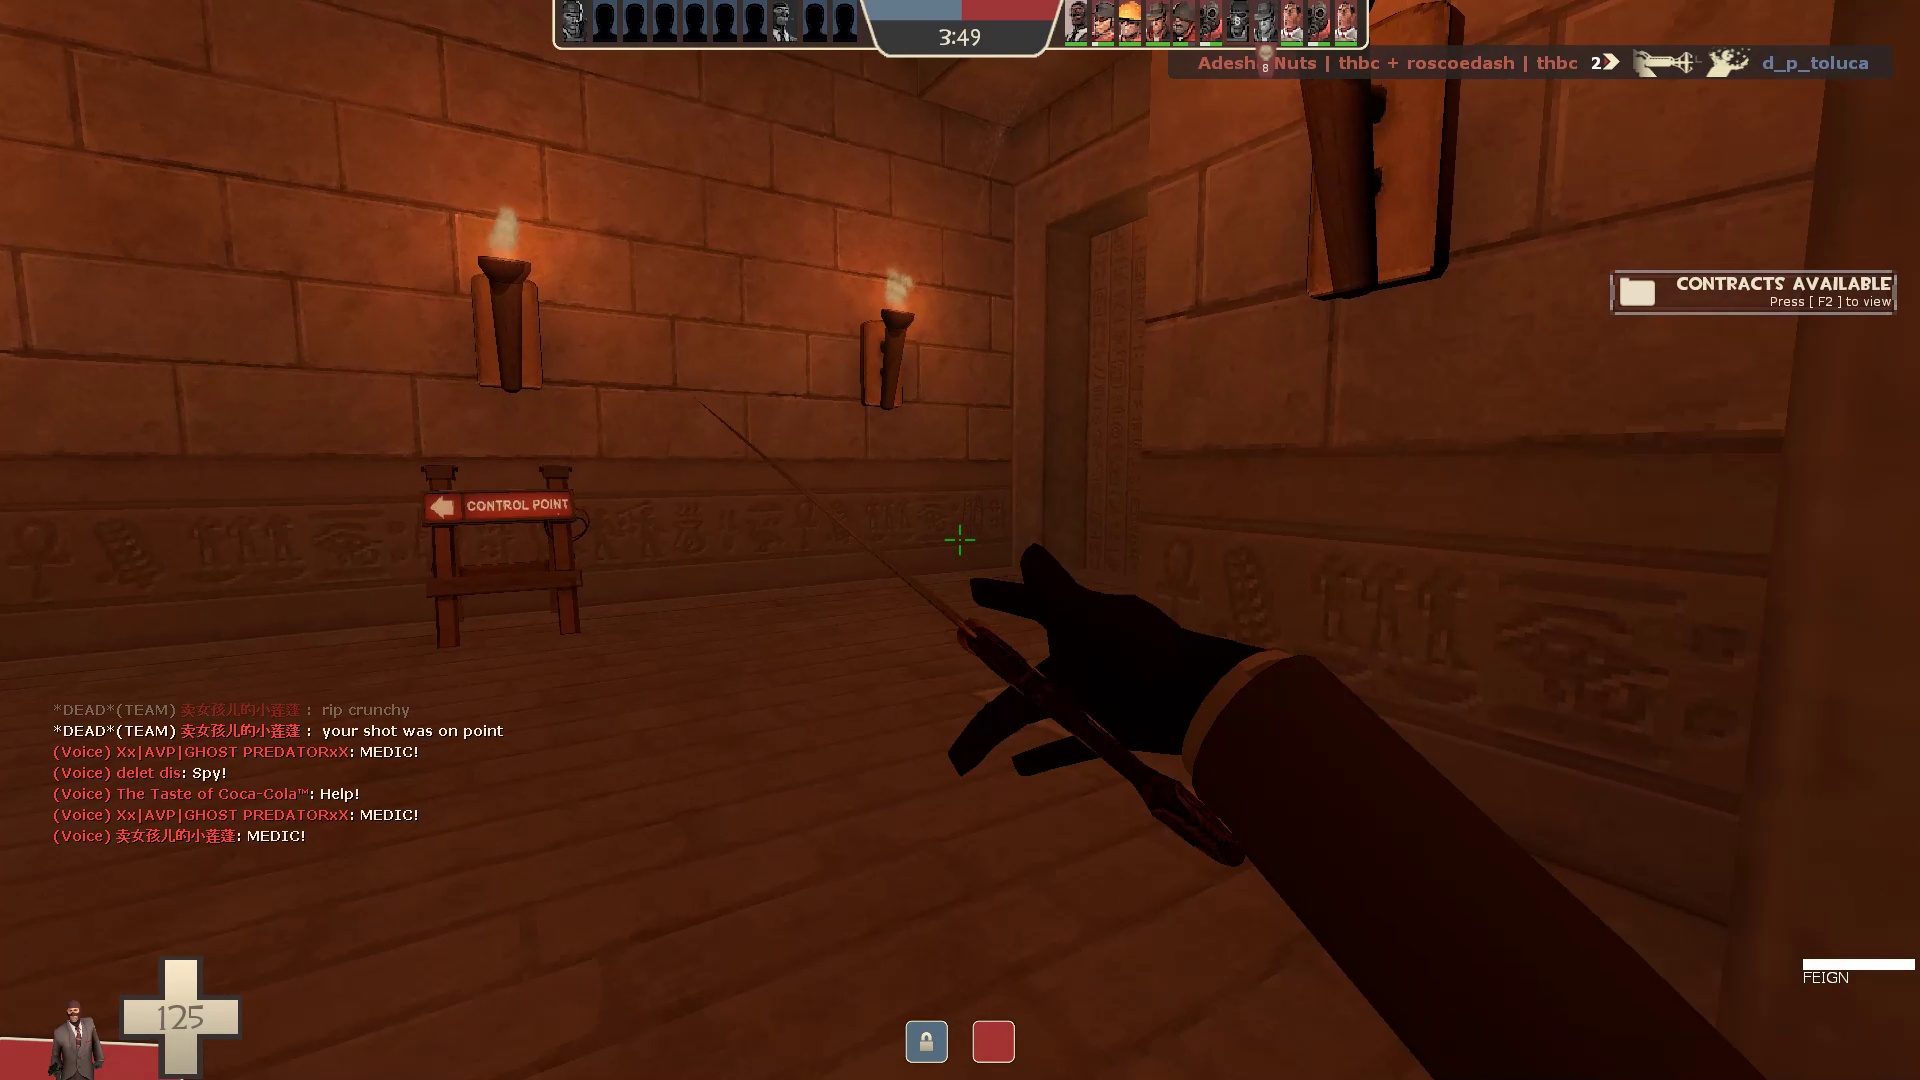 3:49
8
Adesh Nuts | thbc + roscoedash | thbc 2 d_p_toluca
8
CONTRACTS AVAILABLE
Press [ F2 ] to view
CONTROL POINT
*DEAD*(TEAM) 卖女孩儿的小莲蓬 : rip crunchy
*DEAD*(TEAM) 卖女孩儿的小莲蓬 : your shot was on point
(Voice) Xx|AVP|GHOST PREDATORxX: MEDIC!
(Voice) delet dis: Spy!
(Voice) The Taste of Coca-Cola™: Help!
(Voice) Xx|AVP|GHOST PREDATORxX: MEDIC!
(Voice) 卖女孩儿的小莲蓬: MEDIC!
FEIGN
125